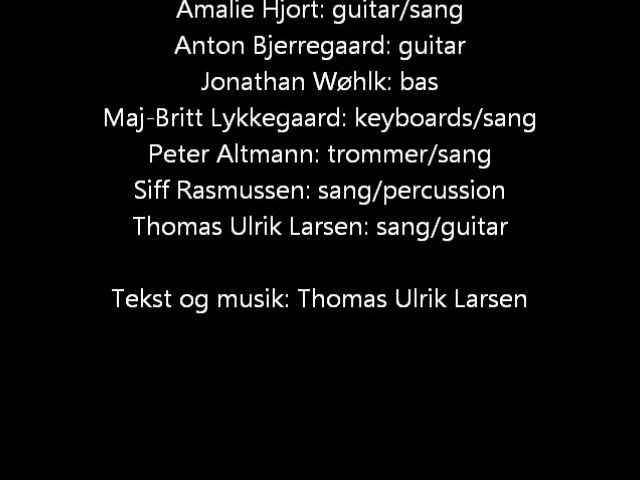 Amalie Hjort: guitar/sang
Anton Bjerregaard: guitar
Jonathan Wøhlk: bas
Maj-Britt Lykkegaard: keyboards/sang
Peter Altmann: trommer/sang
Siff Rasmussen: sang/percussion
Thomas Ulrik Larsen: sang/guitar
Tekst og musik: Thomas Ulrik Larsen